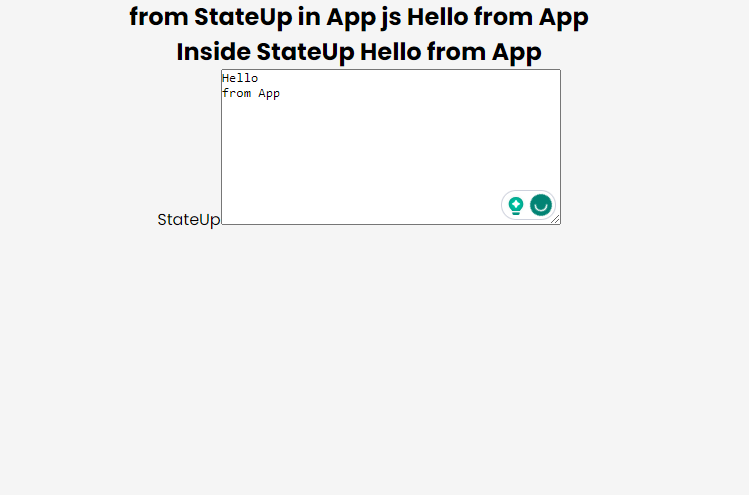 from StateUp in App js Hello from App
Inside StateUp Hello from App
Hello
from App
StateUp